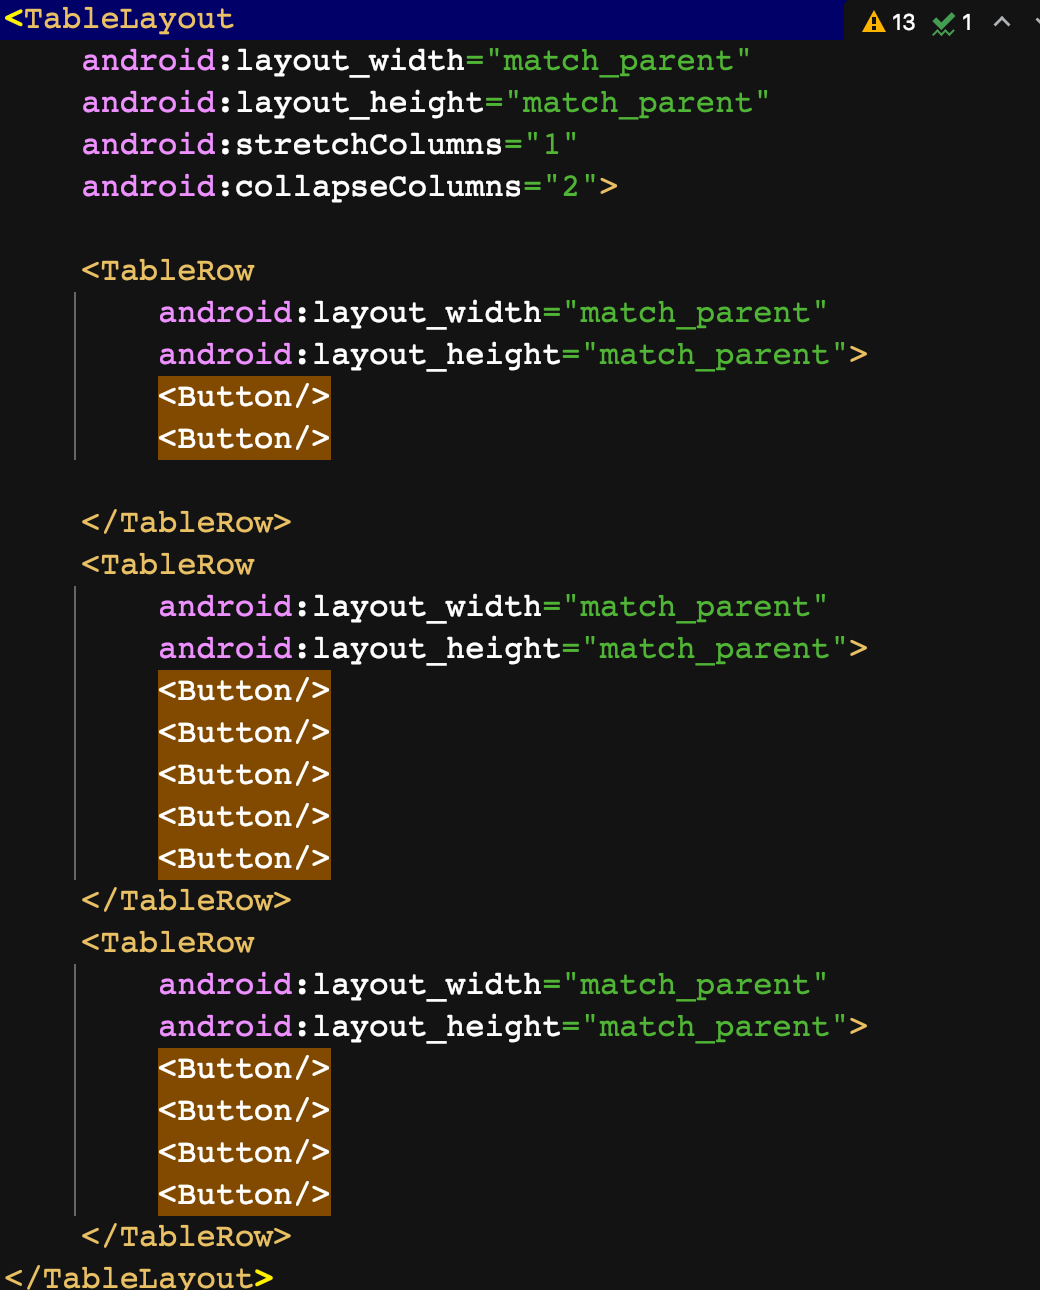 <TableLayout
13 1
android:layout_width="match_parent"
android:layout_height="match_parent"
android:stretchColumns="1"
android:collapseColumns="2">
<TableRow
android:layout_width="match_parent"
android:layout_height="match_parent">
<Button/>
<Button/>
</TableRow>
<TableRow
android:layout_width="match_parent"
android:layout_height="match_parent">
<Button/>
<Button/>
<Button/>
<Button/>
<Button/>
</TableRow>
<TableRow
android:layout_width="match_parent"
android:layout_height="match_parent">
<Button/>
<Button/>
<Button/>
<Button/>
</TableRow>
</TableLayout>